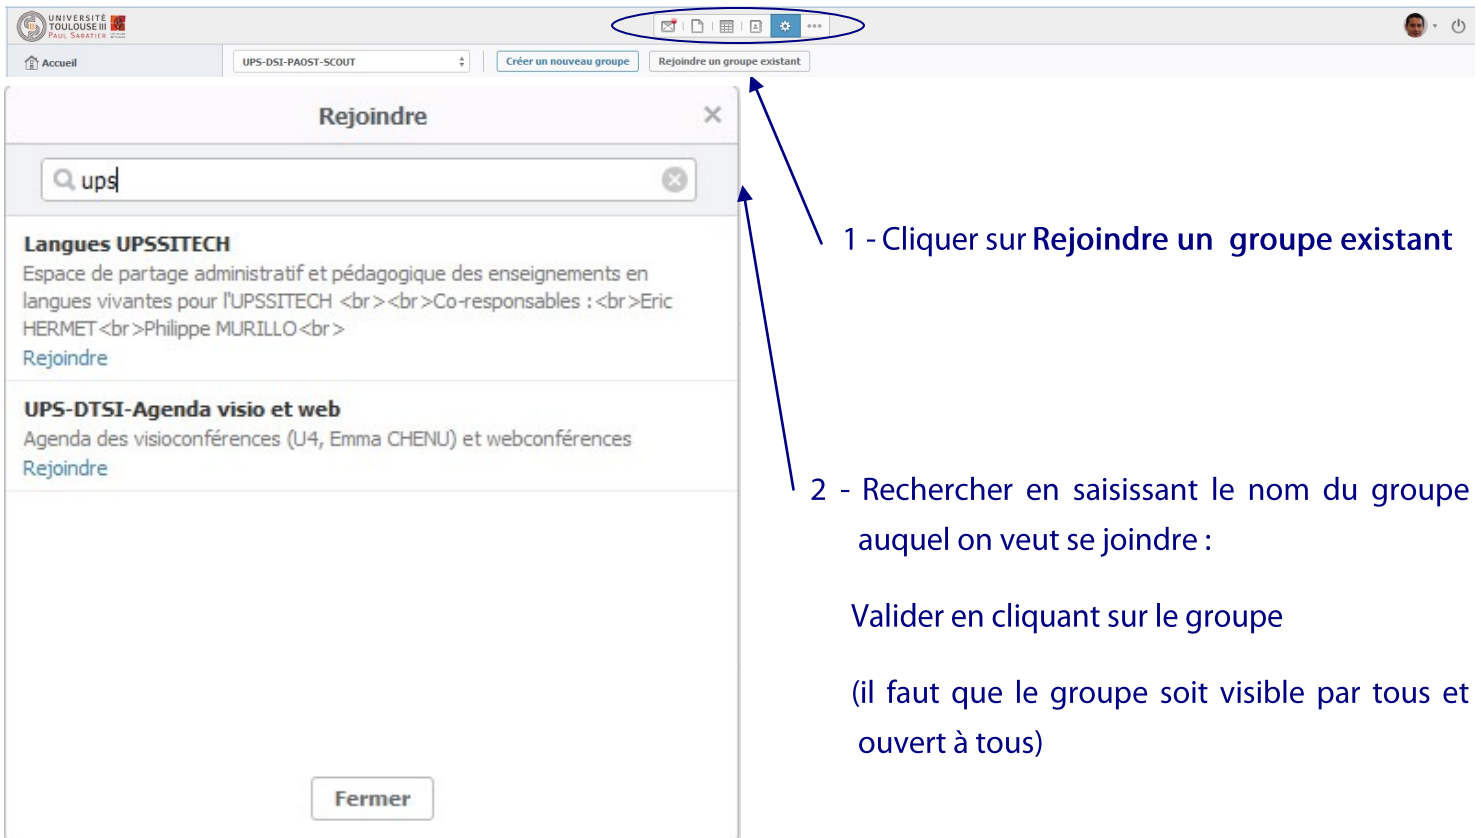 UNIVERSITÉ
TOULOUSE III
PAUL SABATIER
Accueil
UPS-DSI-PAOST-SCOUT
Créer un nouveau groupe
Rejoindre un groupe existant
Rejoindre
ups
Langues UPSSITECH
Espace de partage administratif et pédagogique des enseignements en
langues vivantes pour l'UPSSITECH <br><br>Co-responsables :<br>Eric
HERMET<br>Philippe MURILLO<br>
Rejoindre
UPS-DTSI-Agenda visio et web
Agenda des visioconférences (U4, Emma CHENU) et webconférences
Rejoindre
Fermer
1 - Cliquer sur Rejoindre un groupe existant
2 - Rechercher en saisissant le nom du groupe
auquel on veut se joindre :
Valider en cliquant sur le groupe
(il faut que le groupe soit visible par tous et
ouvert à tous)